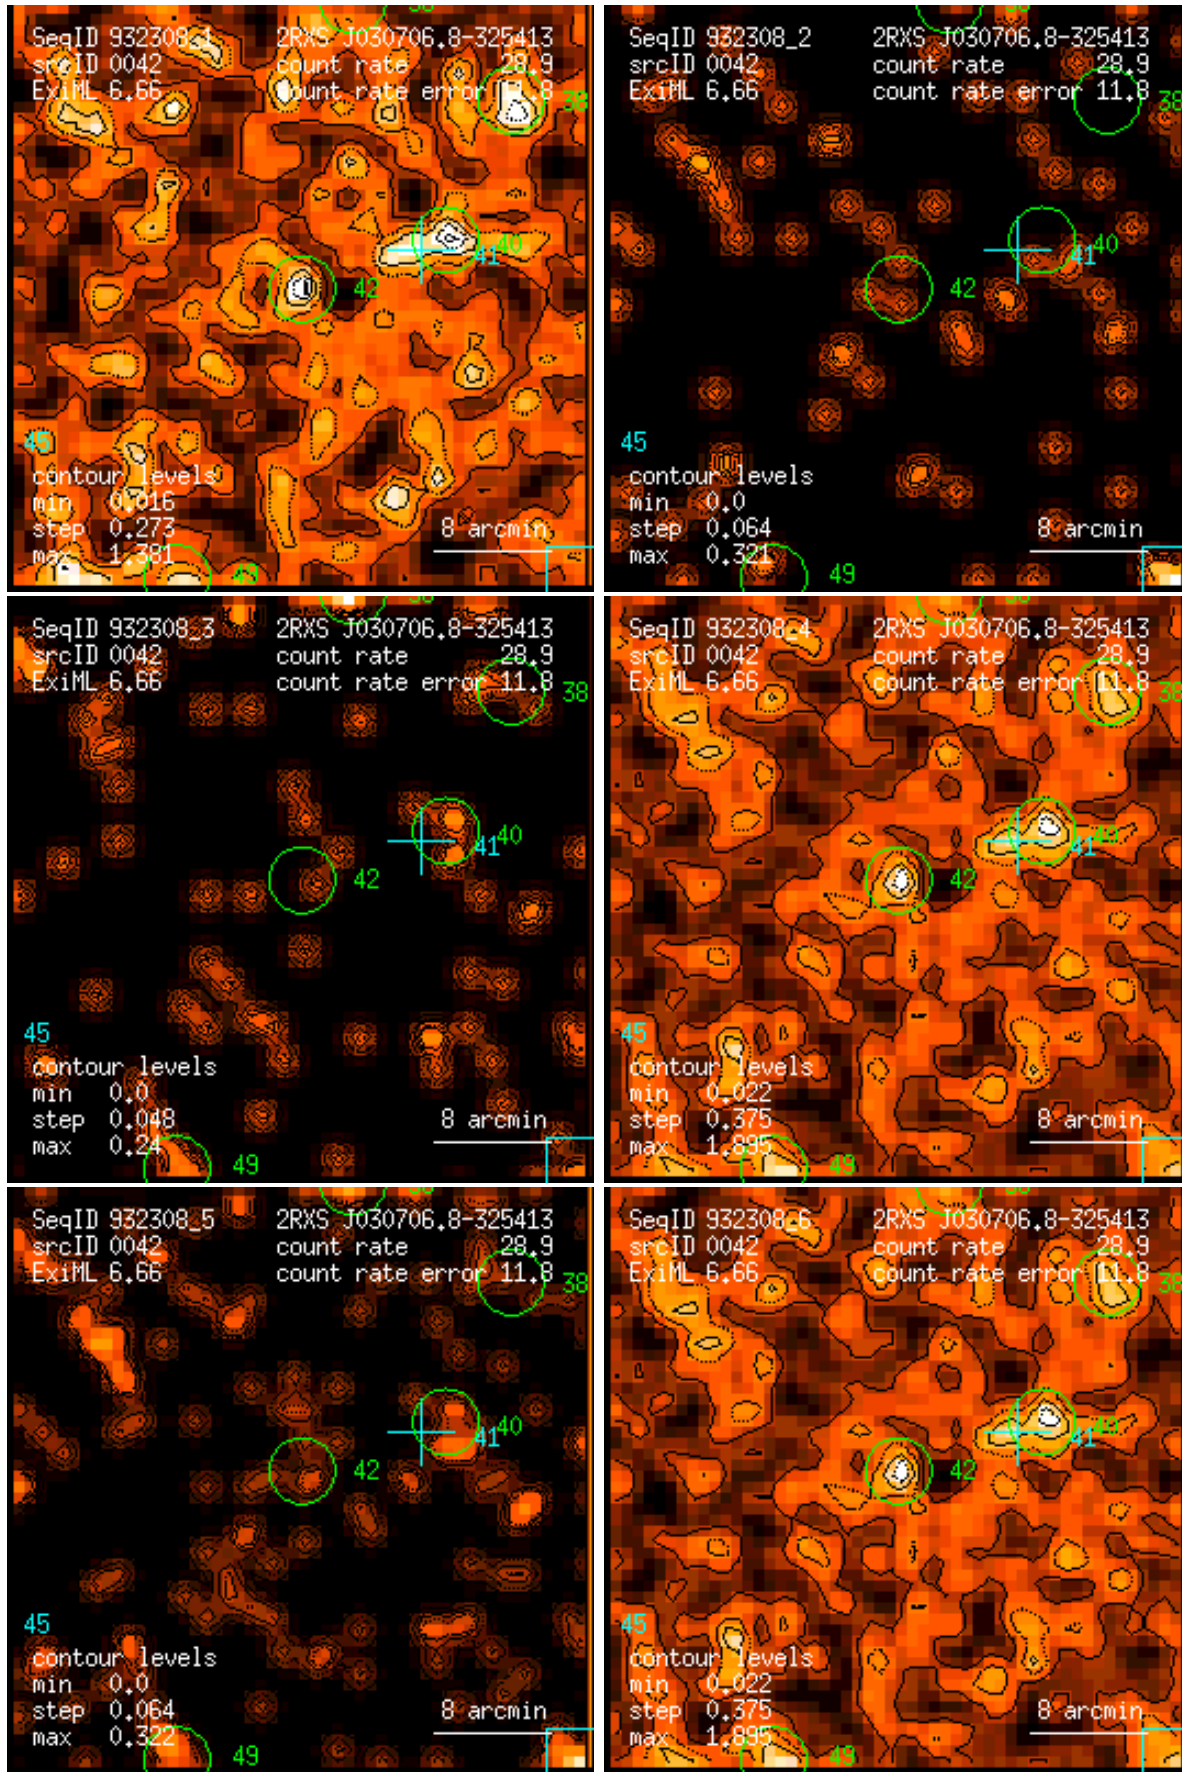 SeqID 932308_1 2RXS J030706.8-325413
srcID 0042 count rate 28.9
ExiML 6.66 count rate error 11.8
38
40
41
42
45
contour levels
min 0.016
step 0.273 8 arcmin
max 1.381
49
SeqID 932308_2 2RXS J030706.8-325413
srcID 0042 count rate 28.9
ExiML 6.66 count rate error 11.8
38
40
41
42
45
contour levels
min 0.0
step 0.064 8 arcmin
max 0.321
49
SeqID 932308_3 2RXS J030706.8-325413
srcID 0042 count rate 28.9
ExiML 6.66 count rate error 11.8
38
40
41
42
45
contour levels
min 0.0
step 0.048 8 arcmin
max 0.24
49
SeqID 932308_4 2RXS J030706.8-325413
srcID 0042 count rate 28.9
ExiML 6.66 count rate error 11.8
38
40
41
42
45
contour levels
min 0.022
step 0.375 8 arcmin
max 1.895
49
SeqID 932308_5 2RXS J030706.8-325413
srcID 0042 count rate 28.9
ExiML 6.66 count rate error 11.8
38
40
41
42
45
contour levels
min 0.0
step 0.064 8 arcmin
max 0.322
49
SeqID 932308_6 2RXS J030706.8-325413
srcID 0042 count rate 28.9
ExiML 6.66 count rate error 11.8
38
40
41
42
45
contour levels
min 0.022
step 0.375 8 arcmin
max 1.895
49